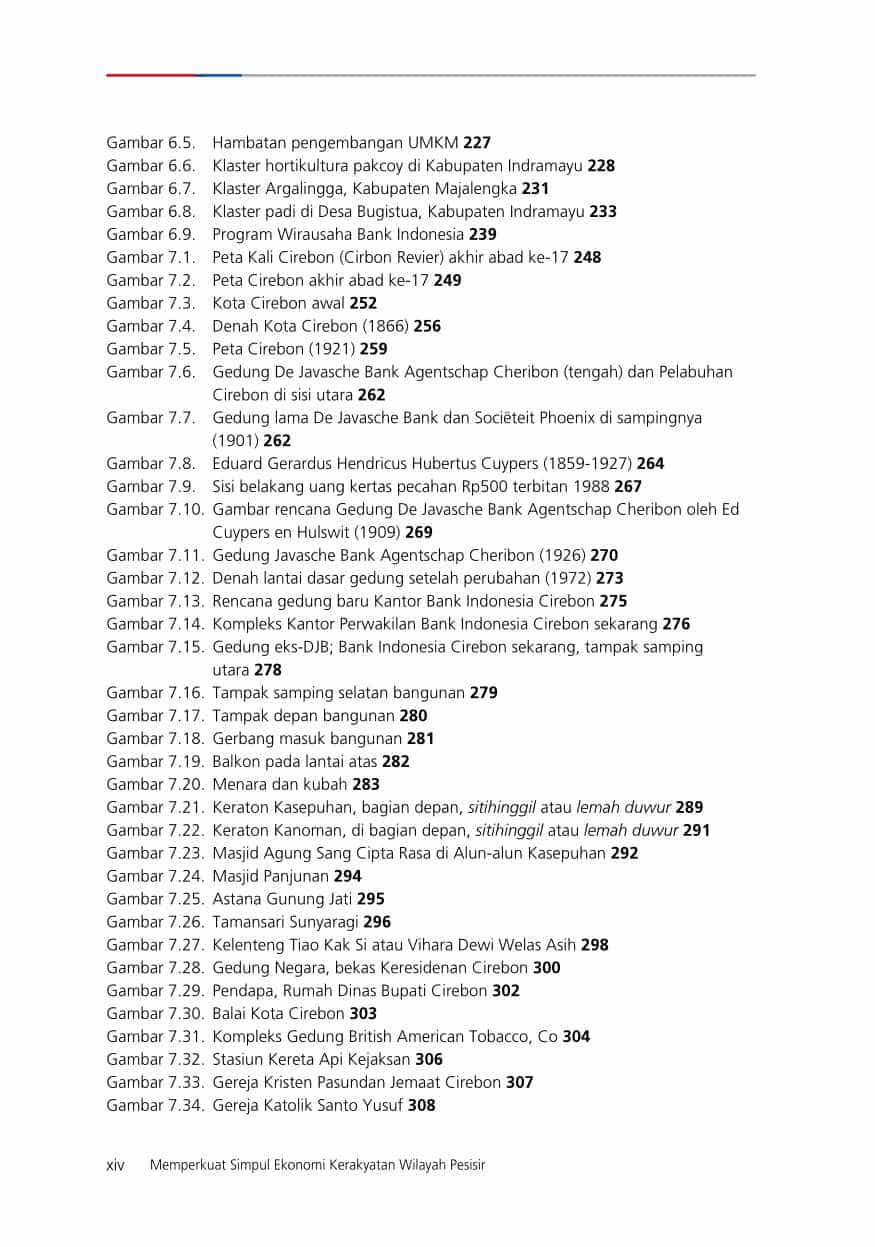 Gambar 6.5. Hambatan pengembangan UMKM 227
Gambar 6.6. Klaster hortikultura pakcoy di Kabupaten Indramayu 228
Gambar 6.7. Klaster Argalingga, Kabupaten Majalengka 231
Gambar 6.8. Klaster padi di Desa Bugistua, Kabupaten Indramayu 233
Gambar 6.9. Program Wirausaha Bank Indonesia 239
Gambar 7.1. Peta Kali Cirebon (Cirbon Revier) akhir abad ke-17 248
Gambar 7.2. Peta Cirebon akhir abad ke-17 249
Gambar 7.3. Kota Cirebon awal 252
Gambar 7.4. Denah Kota Cirebon (1866) 256
Gambar 7.5. Peta Cirebon (1921) 259
Gambar 7.6. Gedung De Javasche Bank Agentschap Cheribon (tengah) dan Pelabuhan
Cirebon di sisi utara 262
Gambar 7.7. Gedung lama De Javasche Bank dan Sociëteit Phoenix di sampingnya
(1901) 262
Gambar 7.8. Eduard Gerardus Hendricus Hubertus Cuypers (1859-1927) 264
Gambar 7.9. Sisi belakang uang kertas pecahan Rp500 terbitan 1988 267
Gambar 7.10. Gambar rencana Gedung De Javasche Bank Agentschap Cheribon oleh Ed
Cuypers en Hulswit (1909) 269
Gambar 7.11. Gedung Javasche Bank Agentschap Cheribon (1926) 270
Gambar 7.12. Denah lantai dasar gedung setelah perubahan (1972) 273
Gambar 7.13. Rencana gedung baru Kantor Bank Indonesia Cirebon 275
Gambar 7.14. Kompleks Kantor Perwakilan Bank Indonesia Cirebon sekarang 276
Gambar 7.15. Gedung eks-DJB; Bank Indonesia Cirebon sekarang, tampak samping
utara 278
Gambar 7.16. Tampak samping selatan bangunan 279
Gambar 7.17. Tampak depan bangunan 280
Gambar 7.18. Gerbang masuk bangunan 281
Gambar 7.19. Balkon pada lantai atas 282
Gambar 7.20. Menara dan kubah 283
Gambar 7.21. Keraton Kasepuhan, bagian depan, sitihinggil atau lemah duwur 289
Gambar 7.22. Keraton Kanoman, di bagian depan, sitihinggil atau lemah duwur 291
Gambar 7.23. Masjid Agung Sang Cipta Rasa di Alun-alun Kasepuhan 292
Gambar 7.24. Masjid Panjunan 294
Gambar 7.25. Astana Gunung Jati 295
Gambar 7.26. Tamansari Sunyaragi 296
Gambar 7.27. Kelenteng Tiao Kak Si atau Vihara Dewi Welas Asih 298
Gambar 7.28. Gedung Negara, bekas Keresidenan Cirebon 300
Gambar 7.29. Pendapa, Rumah Dinas Bupati Cirebon 302
Gambar 7.30. Balai Kota Cirebon 303
Gambar 7.31. Kompleks Gedung British American Tobacco, Co 304
Gambar 7.32. Stasiun Kereta Api Kejaksan 306
Gambar 7.33. Gereja Kristen Pasundan Jemaat Cirebon 307
Gambar 7.34. Gereja Katolik Santo Yusuf 308
xiv Memperkuat Simpul Ekonomi Kerakyatan Wilayah Pesisir